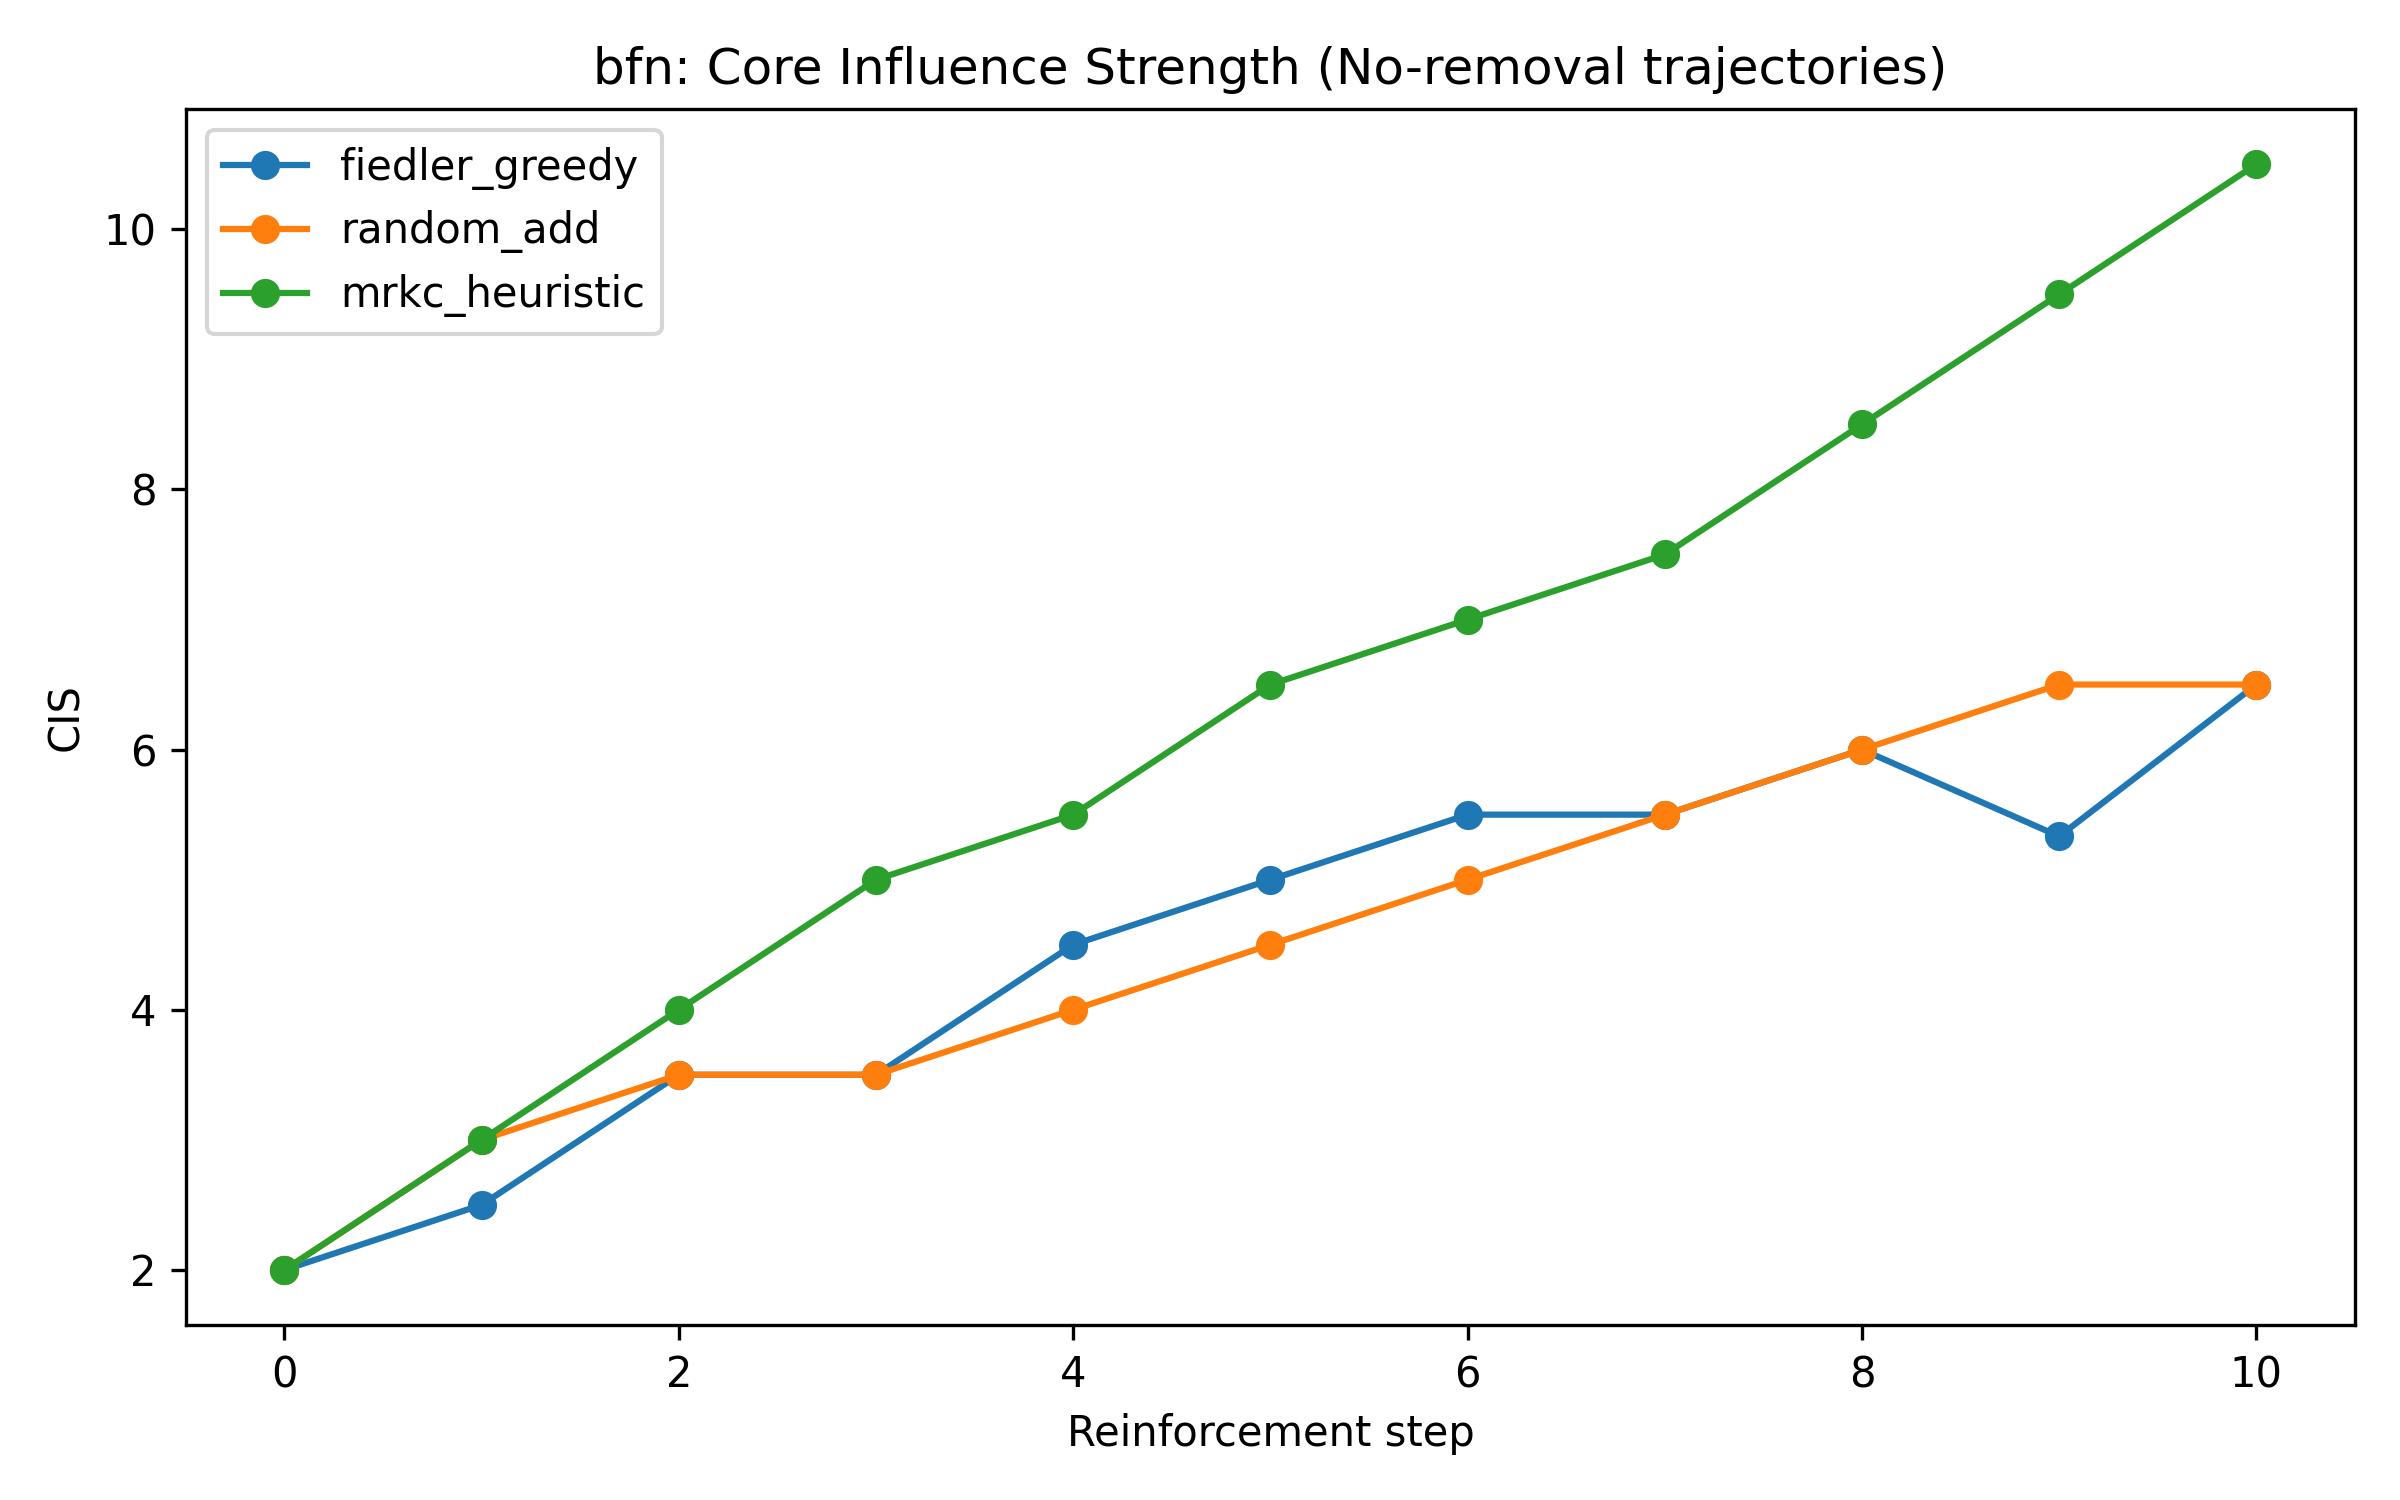 bfn: Core Influence Strength (No-removal trajectories)
fiedler_greedy
random_add
mrkc_heuristic
10
8
6
4
2
CIS
0 2 4 6 8 10
Reinforcement step